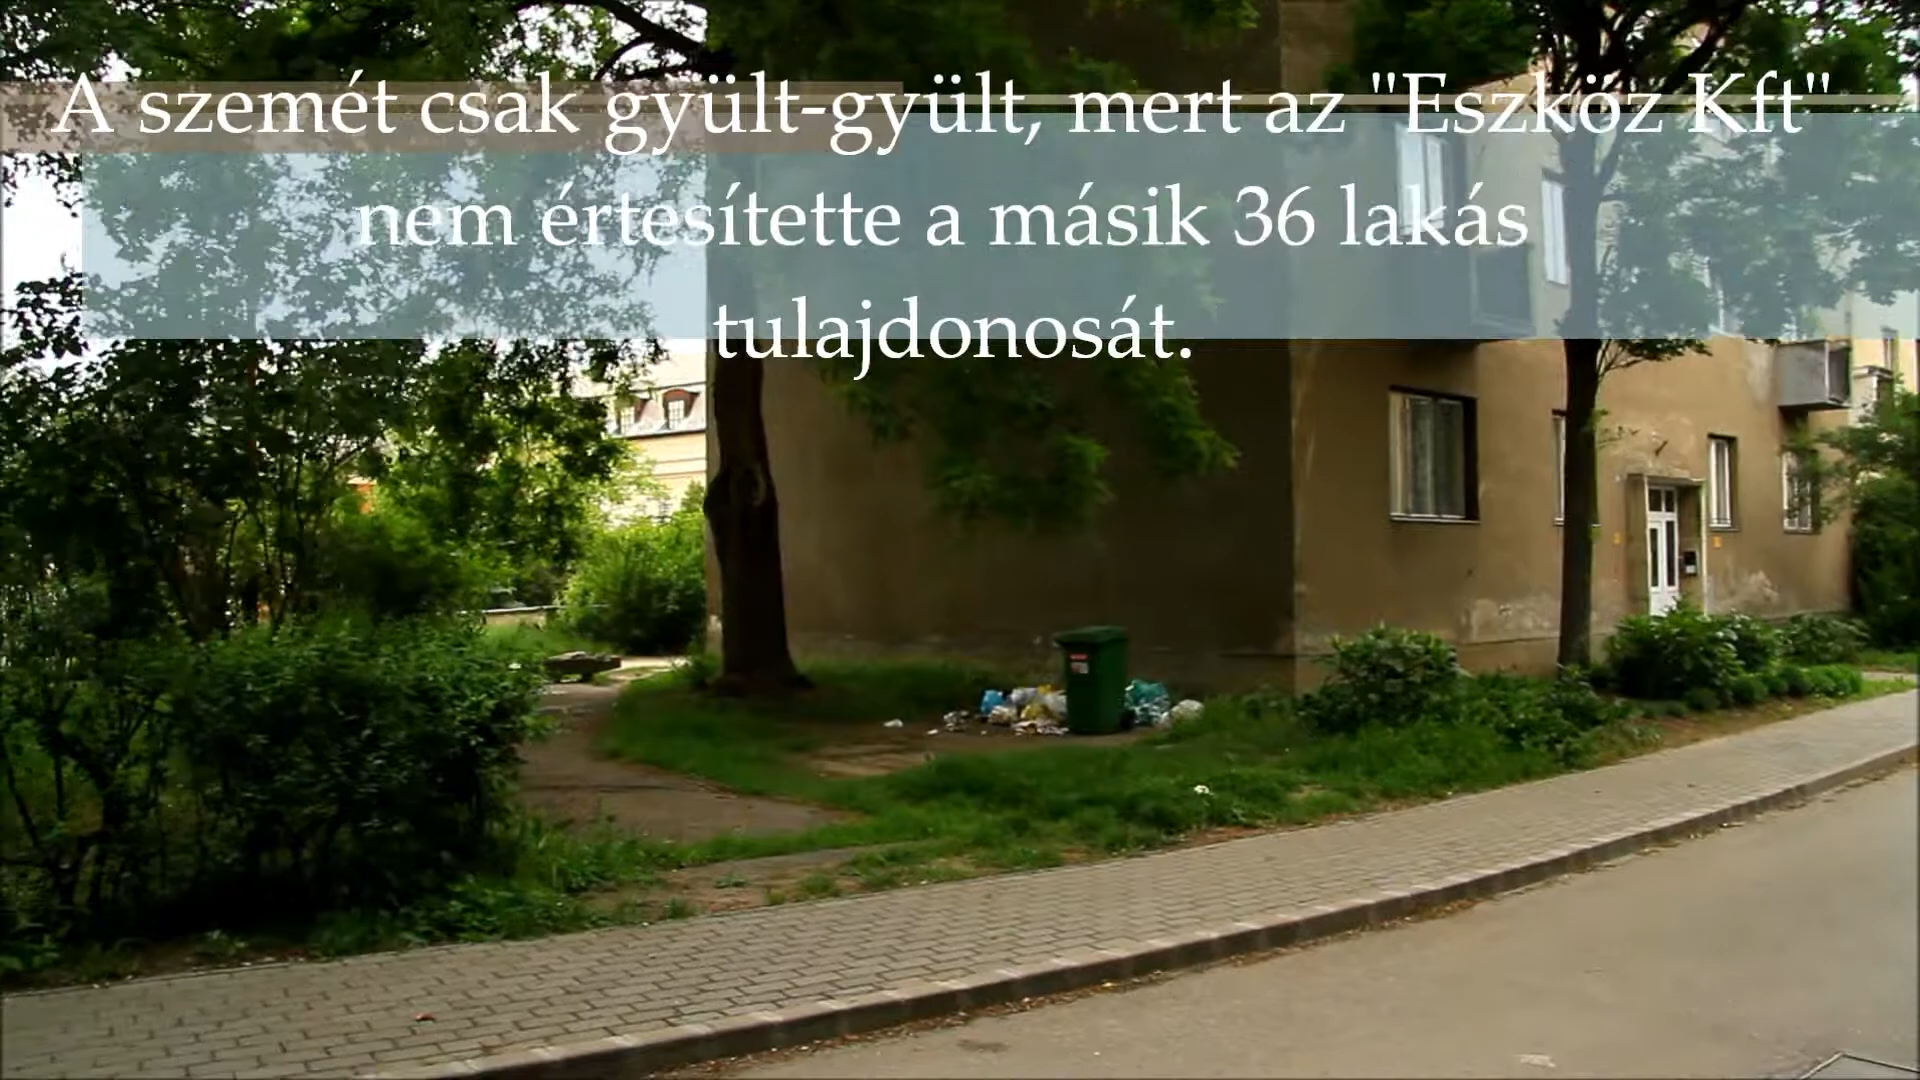 A szemét csak gyült-gyült, mert az "Eszköz Kft"
nem értesítette a másik 36 lakás
tulajdonosát.